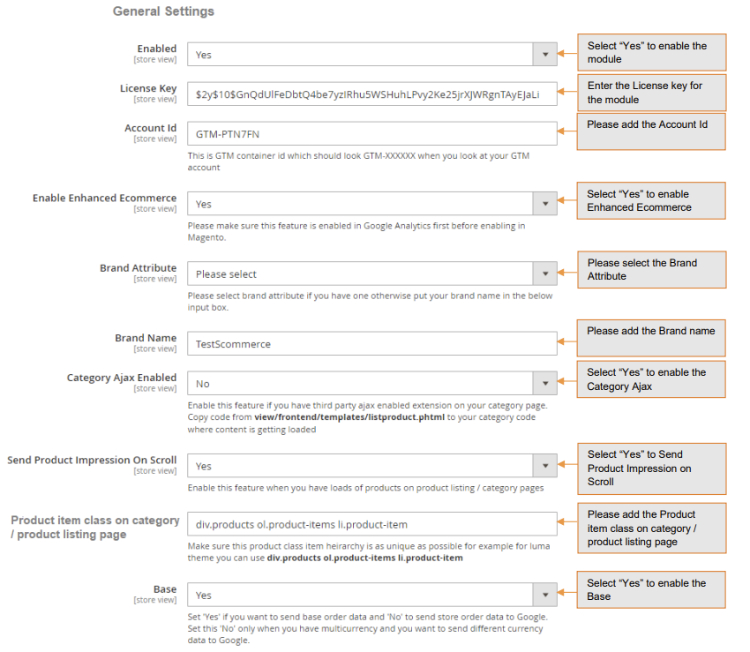 General Settings
Enabled
[store view]
Yes
Select “Yes” to enable the
module
License Key
[store view]
$2y$10$GnQdUlFeDbtQ4be7yzIRhu5WSHuhLPvy2Ke25jrXJWRgnTAyEJaLi
Enter the License key for
the module
Account Id
[store view]
GTM-PTN7FN
Please add the Account Id
This is GTM container id which should look GTM-XXXXXX when you look at your GTM
account
Enable Enhanced Ecommerce
[store view]
Yes
Select “Yes” to enable
Enhanced Ecommerce
Please make sure this feature is enabled in Google Analytics first before enabling in
Magento.
Brand Attribute
[store view]
Please select
Please select the Brand
Attribute
Please select brand attribute if you have one otherwise put your brand name in the below
input box.
Brand Name
[store view]
TestScommerce
Please add the Brand name
Category Ajax Enabled
[store view]
No
Select “Yes” to enable the
Category Ajax
Enable this feature if you have third party ajax enabled extension on your category page.
Copy code from view/frontend/templates/listproduct.phtml to your category code
where content is getting loaded
Send Product Impression On Scroll
[store view]
Yes
Select “Yes” to Send
Product Impression on
Scroll
Enable this feature when you have loads of products on product listing / category pages
Product item class on category
/ product listing page
div.products ol.product-items li.product-item
Please add the Product
item class on category /
product listing page
Make sure this product class item heirarchy is as unique as possible for example for luma
theme you can use div.products ol.product-items li.product-item
Base
[store view]
Yes
Select “Yes” to enable the
Base
Set 'Yes' if you want to send base order data and 'No' to send store order data to Google.
Set this 'No' only when you have multicurrency and you want to send different currency
data to Google.